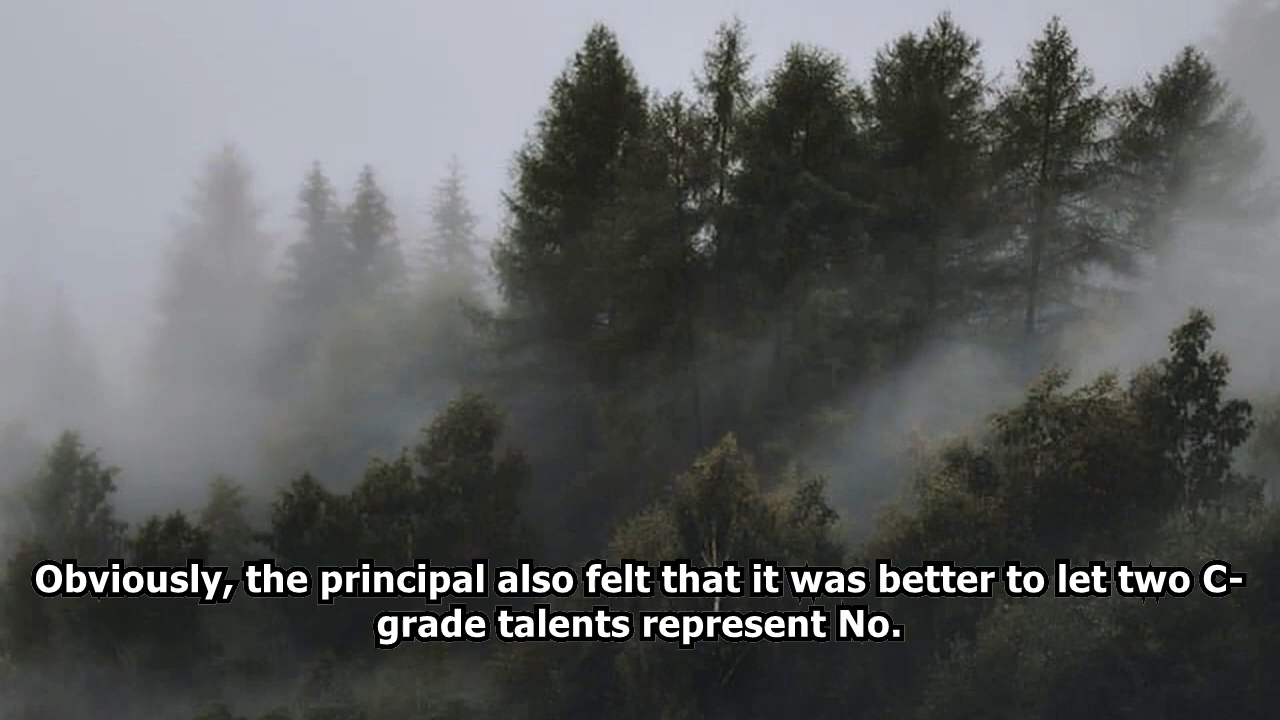 Obviously, the principal also felt that it was better to let two C-
grade talents represent No.